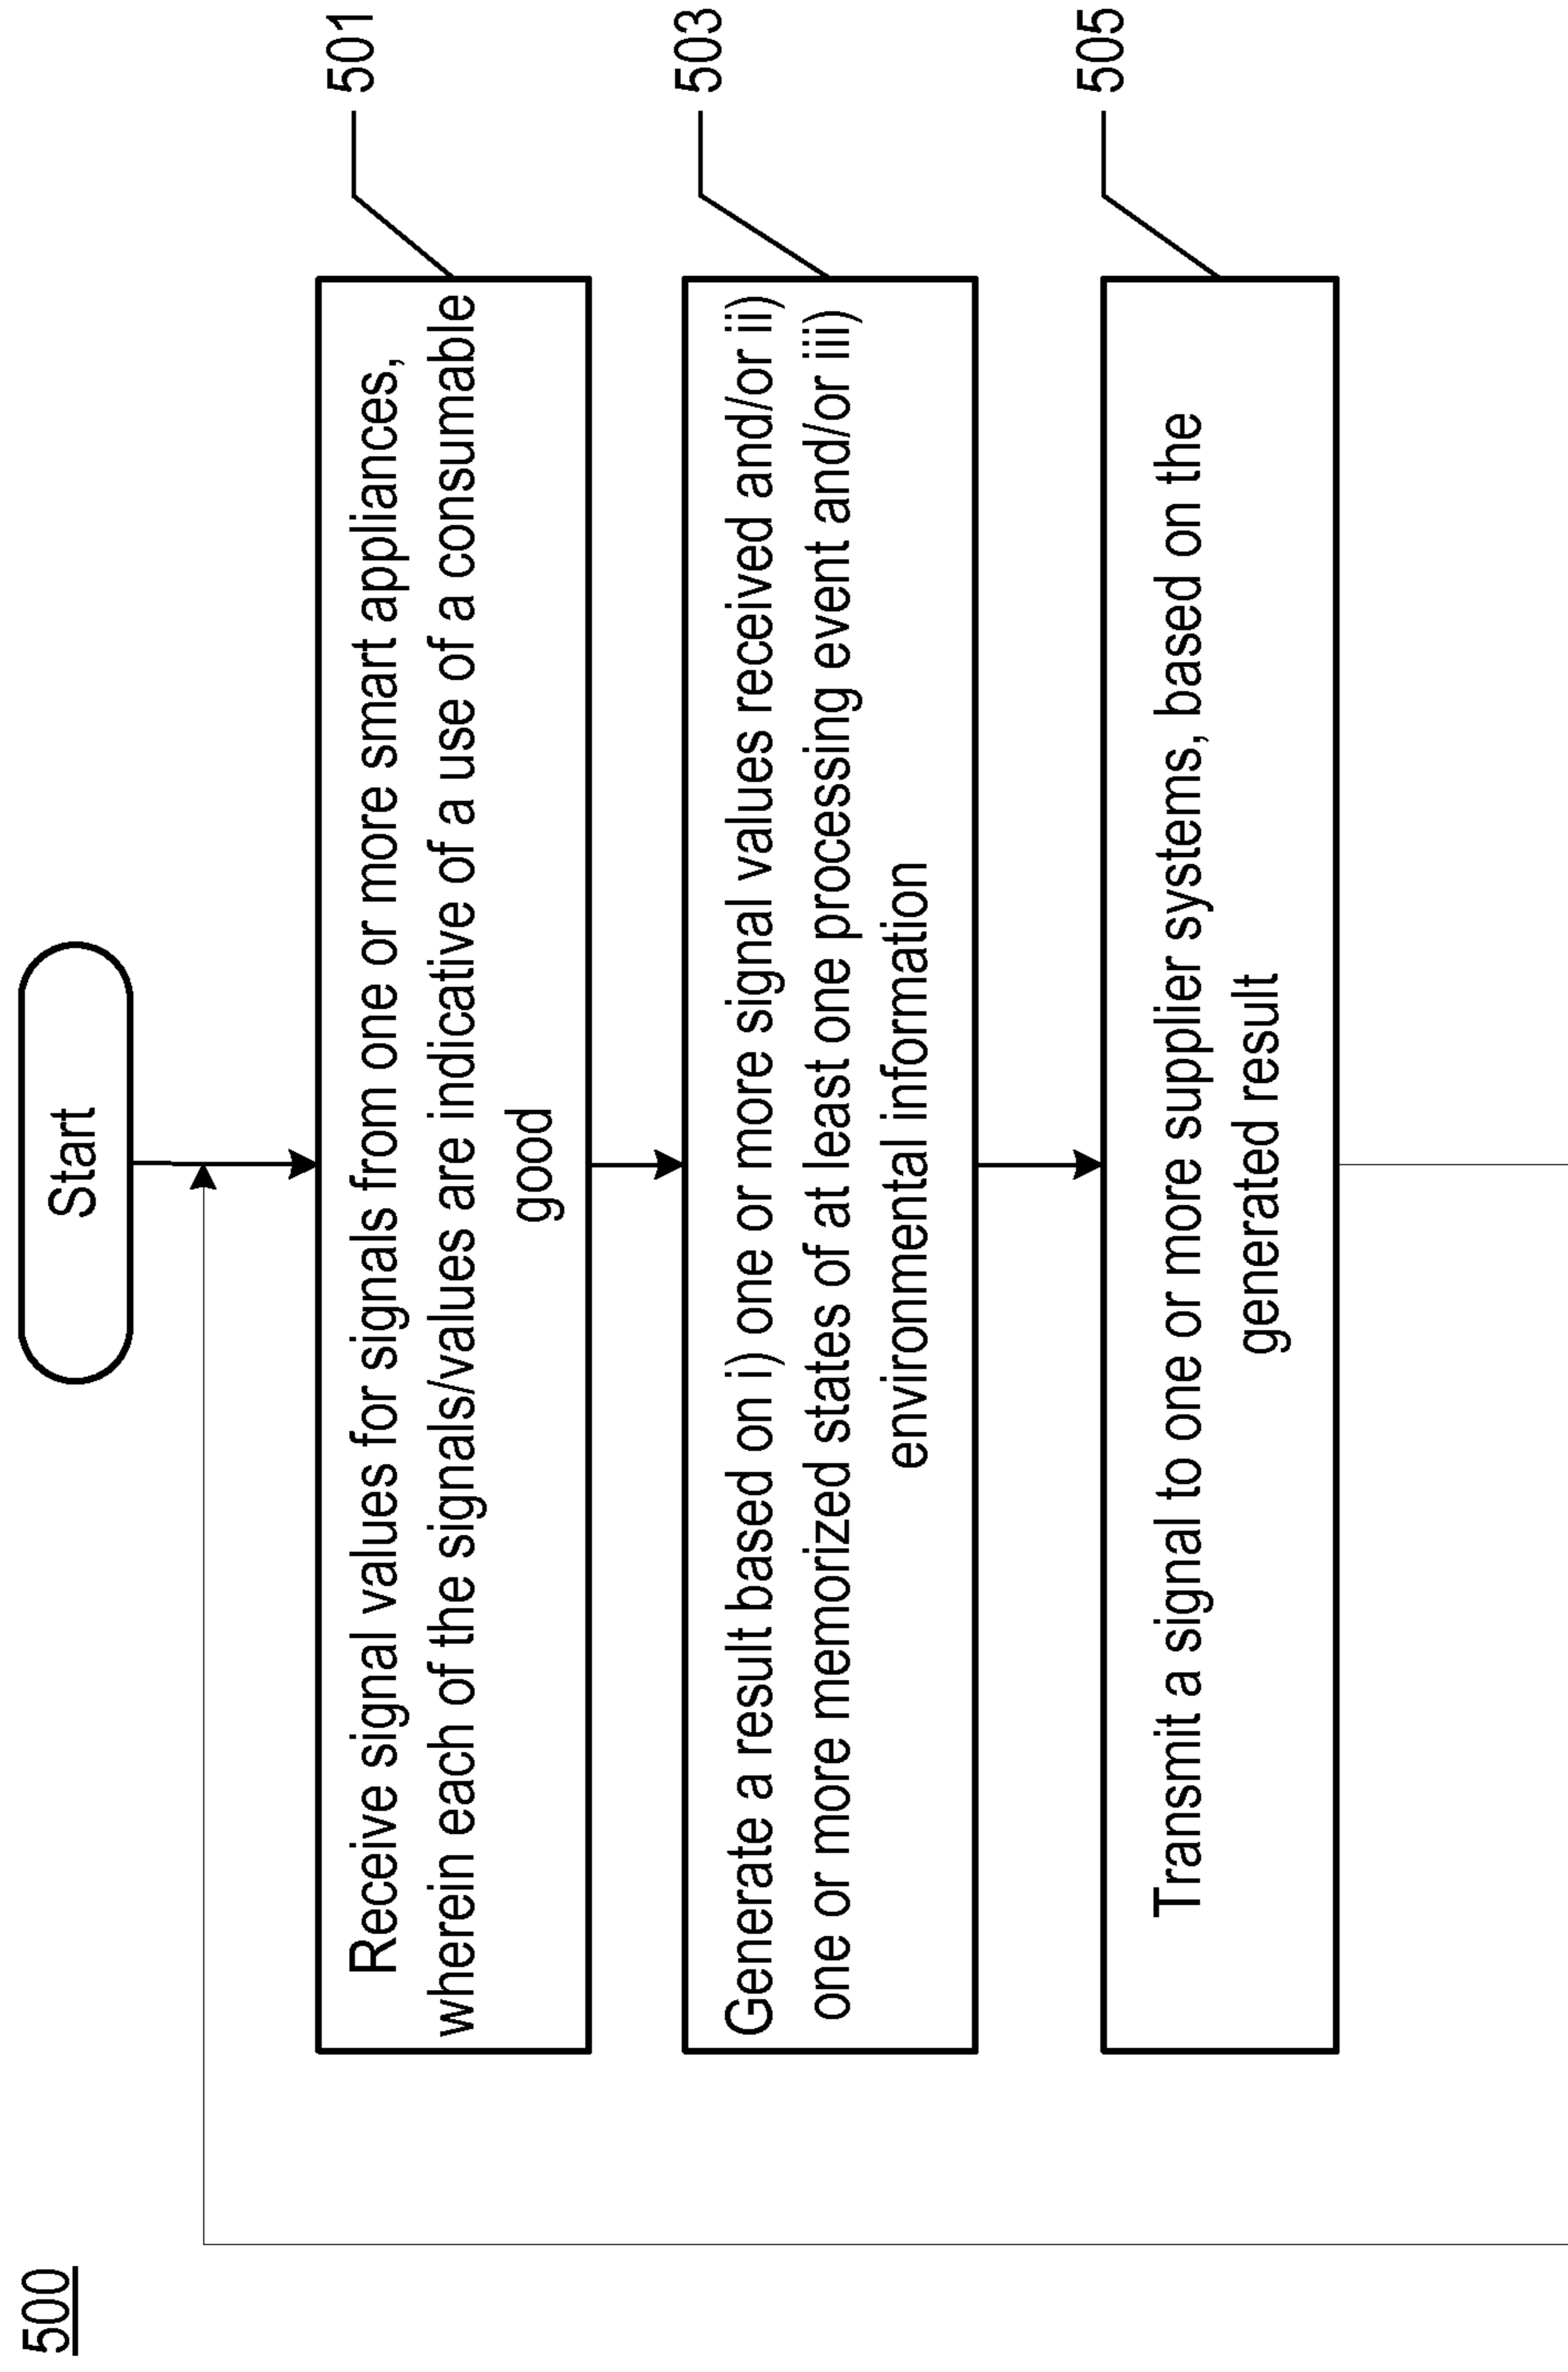 500
Start
Receive signal values for signals from one or more smart appliances,
wherein each of the signals/values are indicative of a use of a consumable
good
501
Generate a result based on i) one or more signal values received and/or ii)
one or more memorized states of at least one processing event and/or iii)
environmental information
503
Transmit a signal to one or more supplier systems, based on the
generated result
505